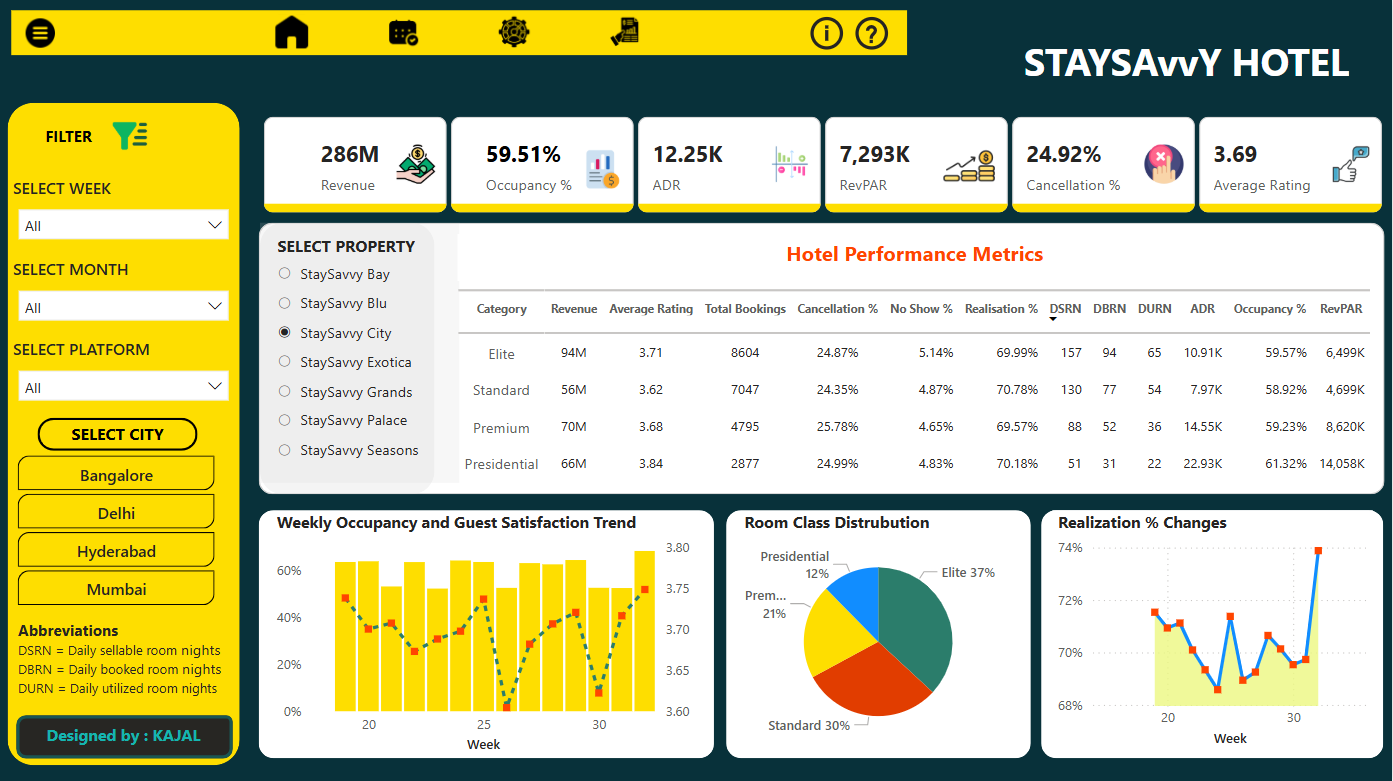 STAYSAvvY HOTEL
FILTER
SELECT WEEK
All
SELECT MONTH
All
SELECT PLATFORM
All
SELECT CITY
Bangalore
Delhi
Hyderabad
Mumbai
Abbreviations
DSRN = Daily sellable room nights
DBRN = Daily booked room nights
DURN = Daily utilized room nights
Designed by : KAJAL
286M
Revenue
59.51%
Occupancy %
12.25K
ADR
7,293K
RevPAR
24.92%
Cancellation %
3.69
Average Rating
SELECT PROPERTY
StaySavvy Bay
StaySavvy Blu
StaySavvy City
StaySavvy Exotica
StaySavvy Grands
StaySavvy Palace
StaySavvy Seasons
Hotel Performance Metrics
Category Revenue Average Rating Total Bookings Cancellation % No Show % Realisation % DSRN DBRN DURN ADR Occupancy % RevPAR
Elite 94M 3.71 8604 24.87% 5.14% 69.99% 157 94 65 10.91K 59.57% 6,499K
Standard 56M 3.62 7047 24.35% 4.87% 70.78% 130 77 54 7.97K 58.92% 4,699K
Premium 70M 3.68 4795 25.78% 4.65% 69.57% 88 52 36 14.55K 59.23% 8,620K
Presidential 66M 3.84 2877 24.99% 4.83% 70.18% 51 31 22 22.93K 61.32% 14,058K
Weekly Occupancy and Guest Satisfaction Trend
60%
40%
20%
0%
3.80
3.75
3.70
3.65
3.60
20 25 30
Week
Room Class Distrubution
Presidential
12%
Prem...
21%
Elite 37%
Standard 30%
Realization % Changes
74%
72%
70%
68%
20 30
Week